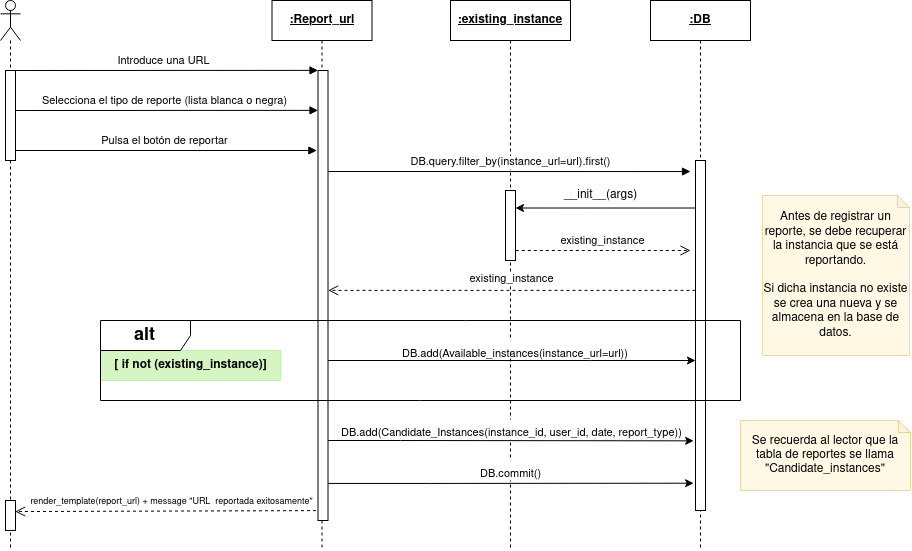 :Report_url
:existing_instance
:DB
Introduce una URL
Selecciona el tipo de reporte (lista blanca o negra)
Pulsa el botón de reportar
DB.query.filter_by(instance_url=url).first()
__init__(args)
existing_instance
existing_instance
Antes de registrar un
reporte, se debe recuperar
la instancia que se está
reportando.
Si dicha instancia no existe
se crea una nueva y se
almacena en la base de
datos.
alt
[ if not (existing_instance)]
DB.add(Available_instances(instance_url=url))
DB.add(Candidate_Instances(instance_id, user_id, date, report_type))
Se recuerda al lector que la
tabla de reportes se llama
"Candidate_instances"
DB.commit()
render_template(report_url) + message "URL reportada exitosamente"